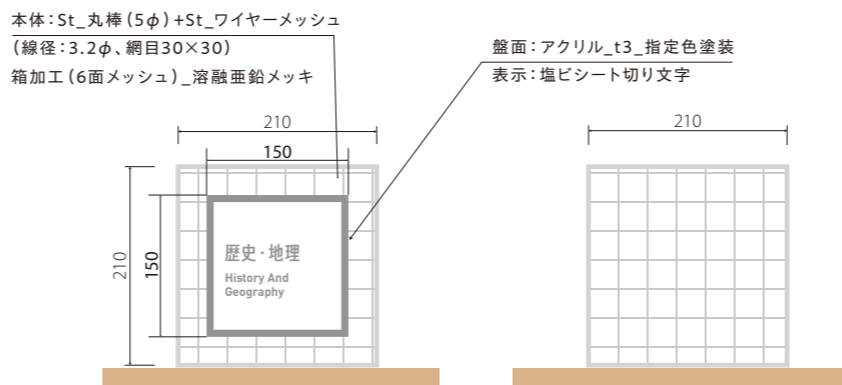 本体：St_丸棒（5φ）+St_ワイヤーメッシュ
（線径：3.2φ、網目30×30）
箱加工（6面メッシュ）_溶融亜鉛メッキ
盤面：アクリル_t3_指定色塗装
表示：塩ビシート切り文字
210
150
210
150
歴史・地理
History And
Geography
210